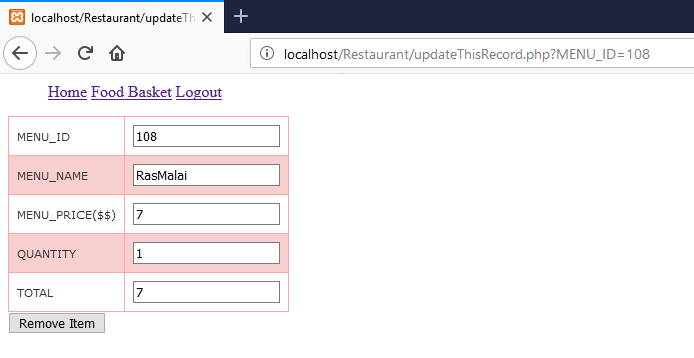 localhost/Restaurant/updateTh
localhost/Restaurant/updateThisRecord.php?MENU_ID=108
Home Food Basket Logout
MENU_ID 108
MENU_NAME RasMalai
MENU_PRICE($$) 7
QUANTITY 1
TOTAL 7
Remove Item